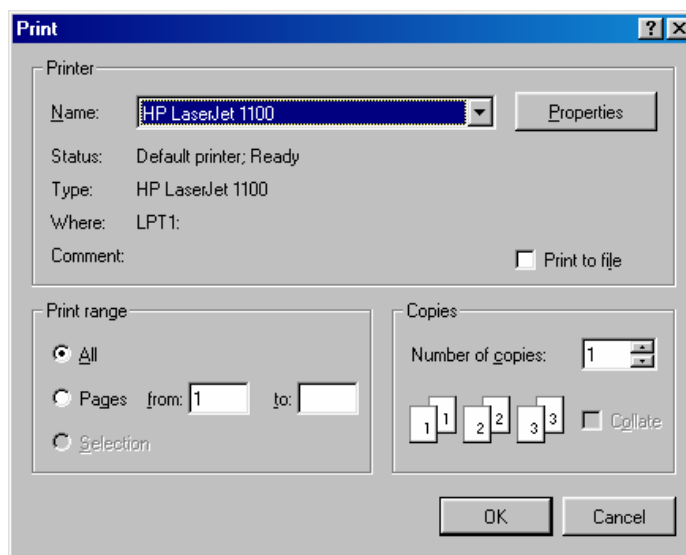 Print
Printer
Name: HP LaserJet 1100 Properties
Status: Default printer; Ready
Type: HP LaserJet 1100
Where: LPT1:
Comment: Print to file
Print range
All
Pages from: 1 to:
Selection
Copies
Number of copies: 1
1 1 2 2 3 3 Collate
OK Cancel